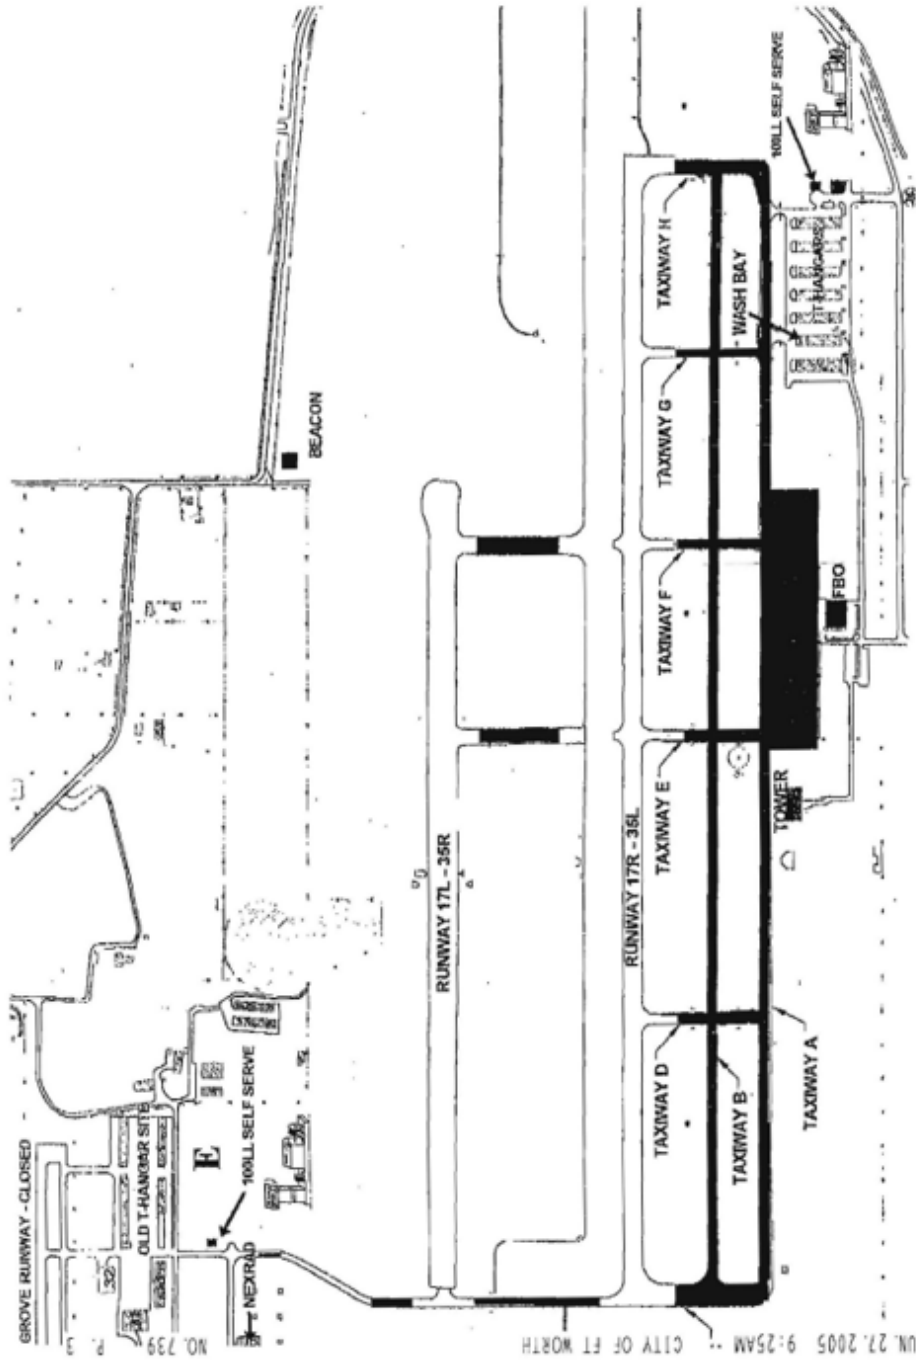 GROVE RUNWAY - CLOSED
OLD T-HANGAR SITE
E
100LL SELF SERVE
NEXRAD
BEACON
RUNWAY 17L - 35R
RUNWAY 17R - 35L
TAXIWAY H
TAXIWAY G
TAXIWAY F
TAXIWAY E
TAXIWAY D
TAXIWAY B
TAXIWAY A
WASH BAY
100LL SELF SERVE
T-HANGARS
FBO
TOWER
UN. 27. 2005 9:25AM
CITY OF FT WORTH
NO. 739 P. 3